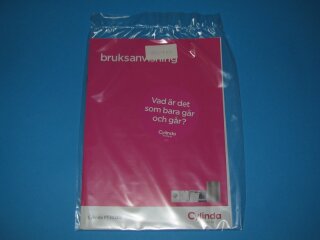 bruksanvisning
Vad är det
som bara går
och går?
Cylinda
Cylinda